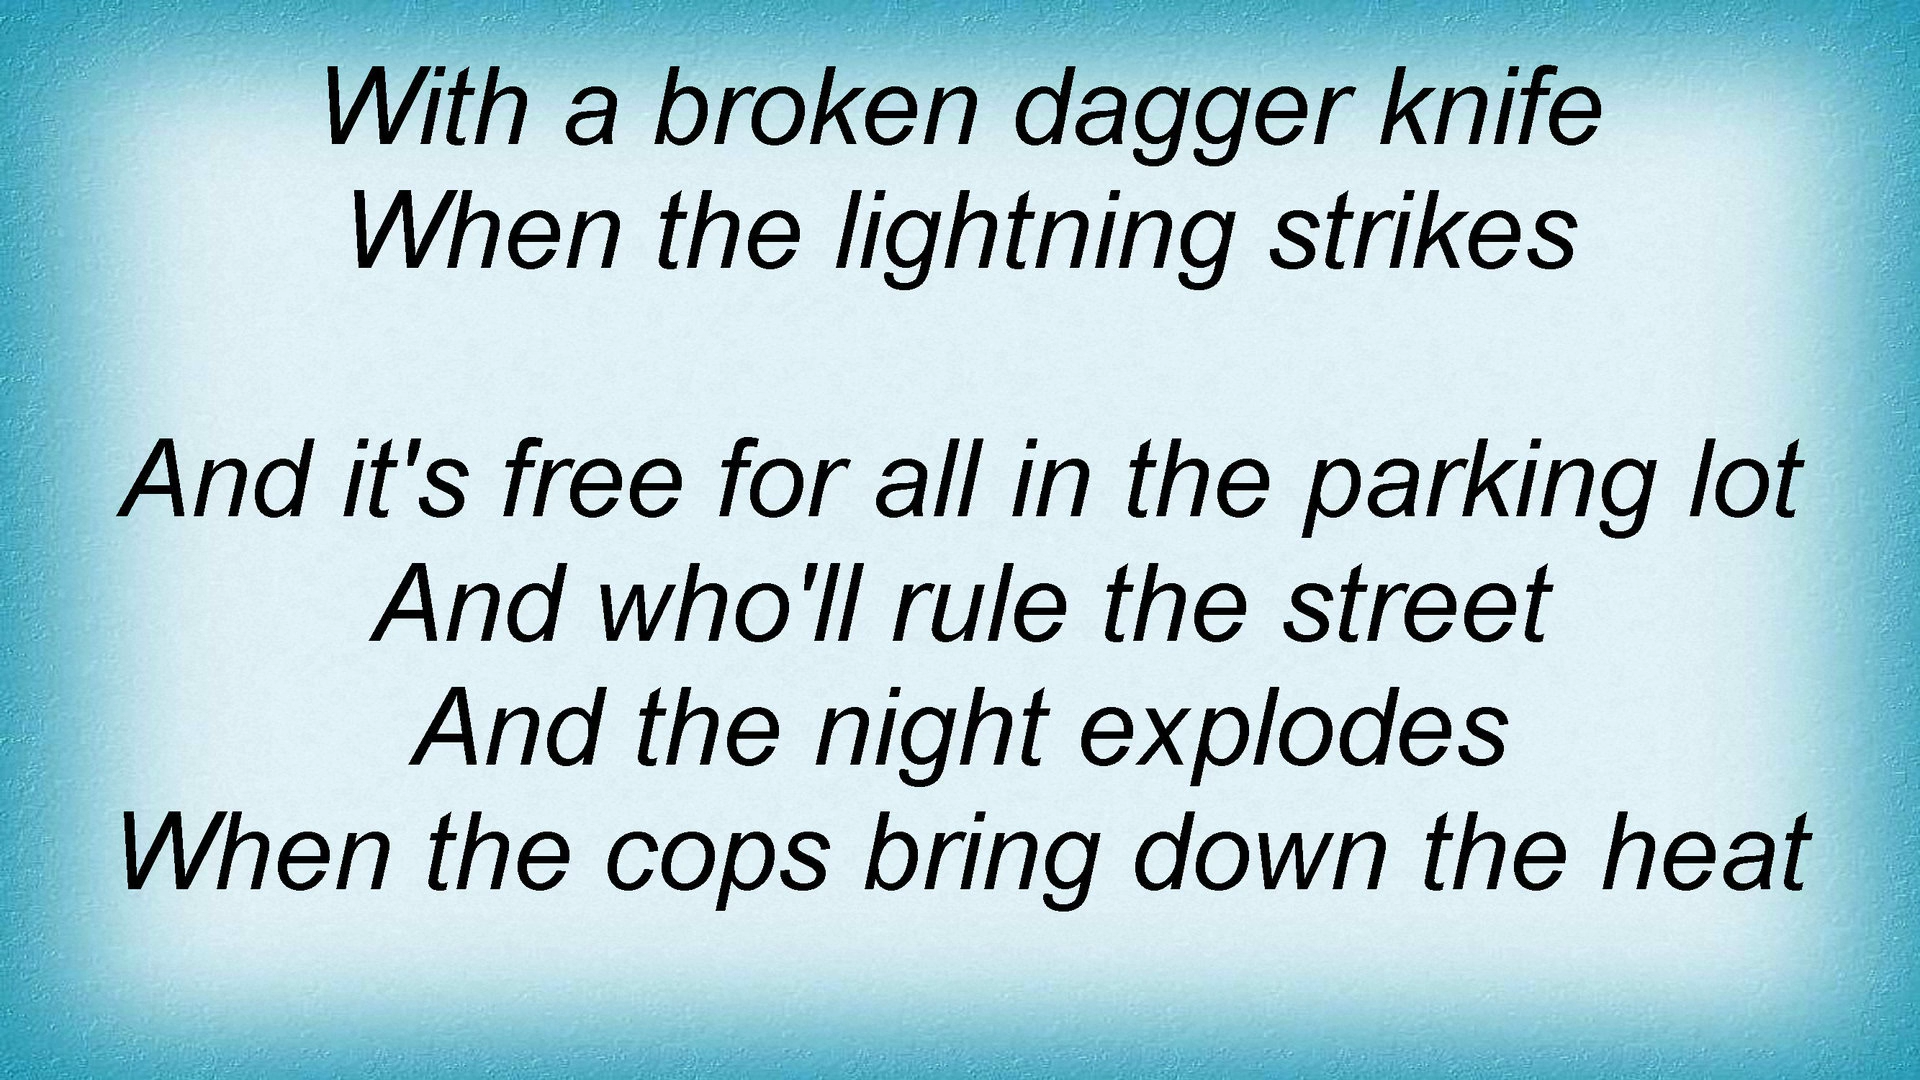 With a broken dagger knife
When the lightning strikes
And it's free for all in the parking lot
And who'll rule the street
And the night explodes
When the cops bring down the heat